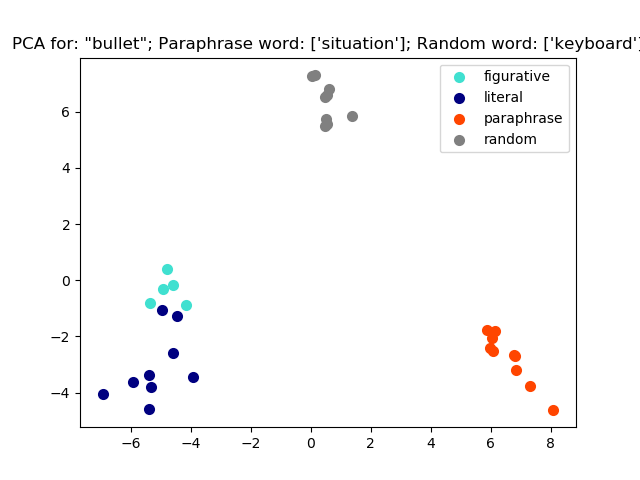 PCA for: "bullet"; Paraphrase word: ['situation']; Random word: ['keyboard']
figurative
literal
paraphrase
random
6
4
2
0
−2
−4
−6
−4
−2
0
2
4
6
8